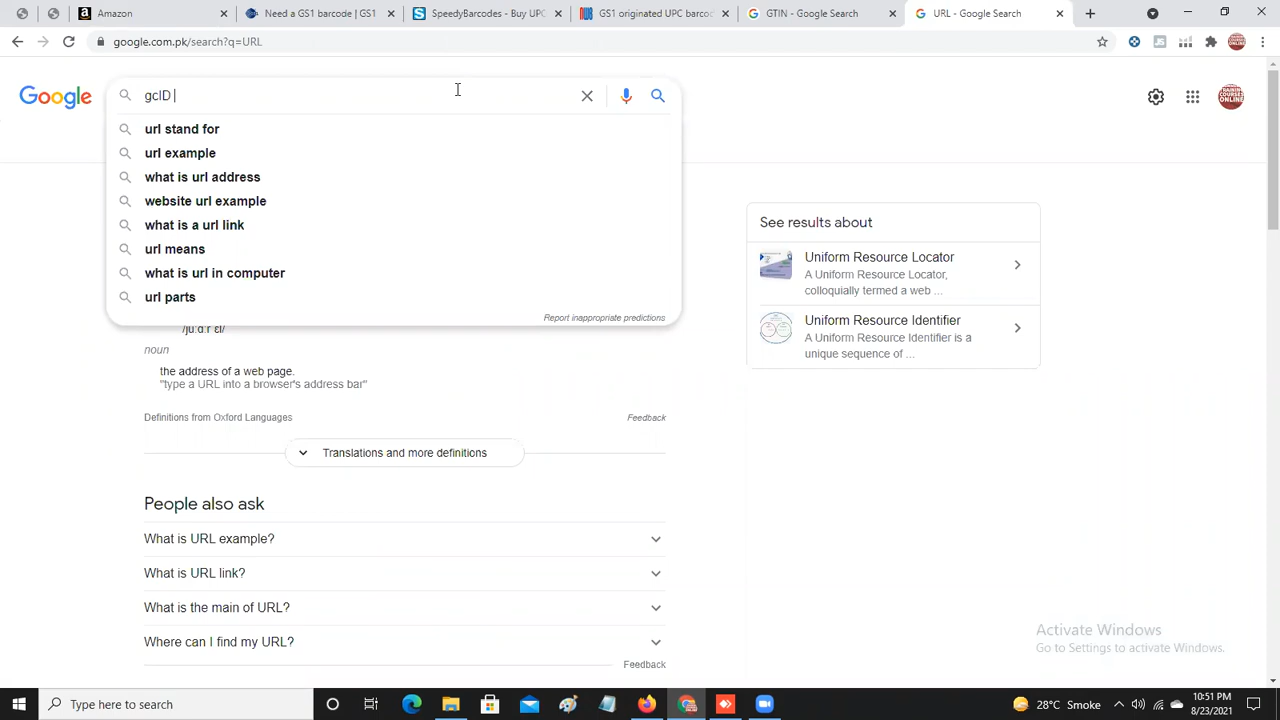 Amazon
Need a GS1 barcode | GS1
SpeedyBarcodes - Buy UPC
GS1 originated UPC barcod
GTIN - Google Search
URL - Google Search
google.com.pk/search?q=URL
Google
gcID
url stand for
url example
what is url address
website url example
what is a url link
url means
what is url in computer
url parts
Report inappropriate predictions
/juːɑːrˈɛl/
noun
the address of a web page.
"type a URL into a browser's address bar"
Definitions from Oxford Languages
Feedback
Translations and more definitions
People also ask
What is URL example?
What is URL link?
What is the main of URL?
Where can I find my URL?
Feedback
See results about
Uniform Resource Locator
A Uniform Resource Locator,
colloquially termed a web ...
Uniform Resource Identifier
A Uniform Resource Identifier is a
unique sequence of ...
Activate Windows
Go to Settings to activate Windows.
Type here to search
28°C Smoke
10:51 PM
8/23/2021